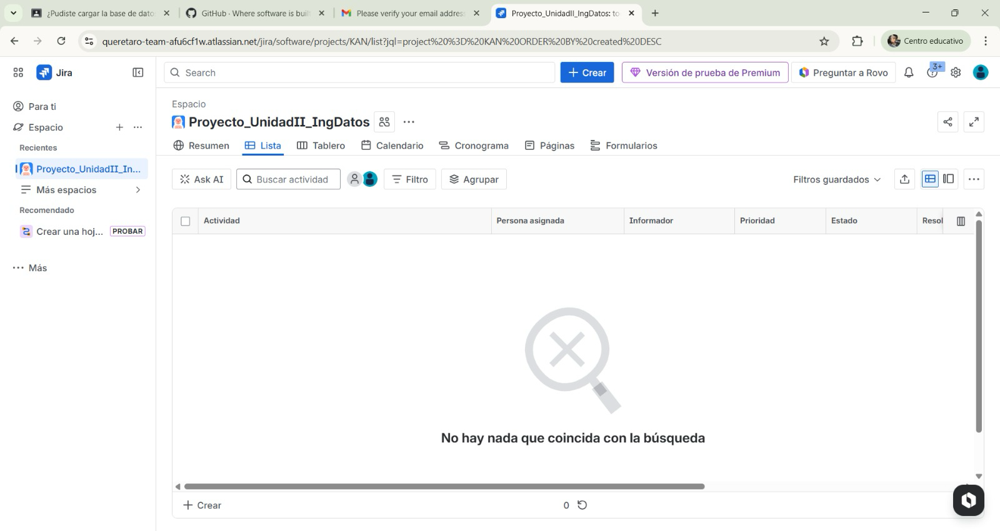 ¿Pudiste cargar la base de dato
GitHub · Where software is buil
Please verify your email address
Proyecto_UnidadII_IngDatos: to
queretaro-team-afu6cf1w.atlassian.net/jira/software/projects/KAN/list?jql=project%20%3D%20KAN%20ORDER%20BY%20created%20DESC
Centro educativo
Jira
Search
Crear
Versión de prueba de Premium
Preguntar a Rovo
3+
Para ti
Espacio
Recientes
Proyecto_UnidadII_In...
Más espacios
Recomendado
Crear una hoj...
PROBAR
Más
Espacio
Proyecto_UnidadII_IngDatos
Resumen
Lista
Tablero
Calendario
Cronograma
Páginas
Formularios
Ask AI
Buscar actividad
Filtro
Agrupar
Filtros guardados
Actividad
Persona asignada
Informador
Prioridad
Estado
Resol
No hay nada que coincida con la búsqueda
Crear
0